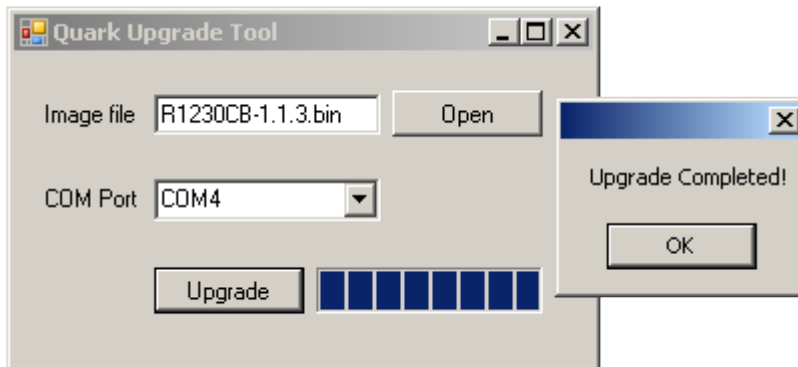 Quark Upgrade Tool
Image file R1230CB-1.1.3.bin Open
COM Port COM4
Upgrade
Upgrade Completed!
OK